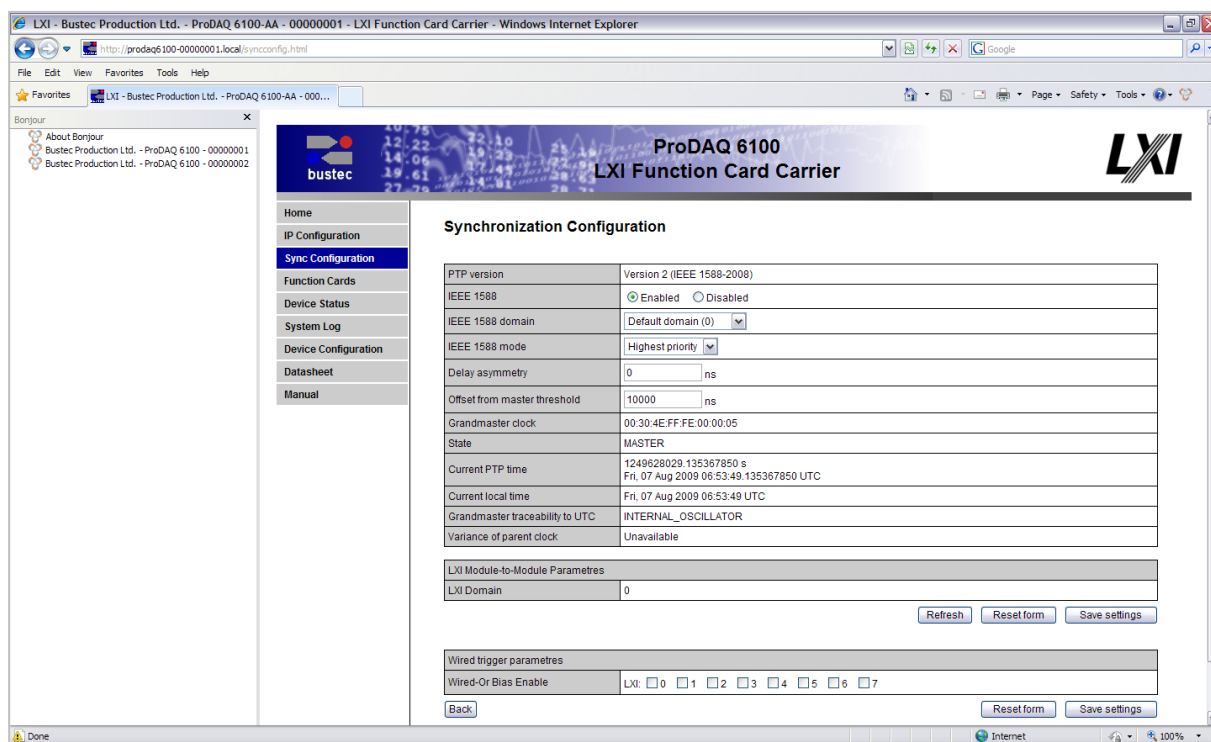 LXI - Bustec Production Ltd. - ProDAQ 6100-AA - 00000001 - LXI Function Card Carrier - Windows Internet Explorer
http://prodaq6100-00000001.local/syncconfig.html
Google
File Edit View Favorites Tools Help
Favorites LXI - Bustec Production Ltd. - ProDAQ 6100-AA - 000...
Page Safety Tools
Bonjour
About Bonjour
Bustec Production Ltd. - ProDAQ 6100 - 00000001
Bustec Production Ltd. - ProDAQ 6100 - 00000002
bustec
ProDAQ 6100
LXI Function Card Carrier
LXI
Home
IP Configuration
Sync Configuration
Function Cards
Device Status
System Log
Device Configuration
Datasheet
Manual
Synchronization Configuration
PTP version Version 2 (IEEE 1588-2008)
IEEE 1588 Enabled Disabled
IEEE 1588 domain Default domain (0)
IEEE 1588 mode Highest priority
Delay asymmetry 0 ns
Offset from master threshold 10000 ns
Grandmaster clock 00:30:4E:FF:FE:00:00:05
State MASTER
Current PTP time 1249628029.135367850 s
Fri, 07 Aug 2009 06:53:49.135367850 UTC
Current local time Fri, 07 Aug 2009 06:53:49 UTC
Grandmaster traceability to UTC INTERNAL_OSCILLATOR
Variance of parent clock Unavailable
LXI Module-to-Module Parametres
LXI Domain 0
Refresh Reset form Save settings
Wired trigger parametres
Wired-Or Bias Enable LXI: 0 1 2 3 4 5 6 7
Back Reset form Save settings
Done Internet 100%